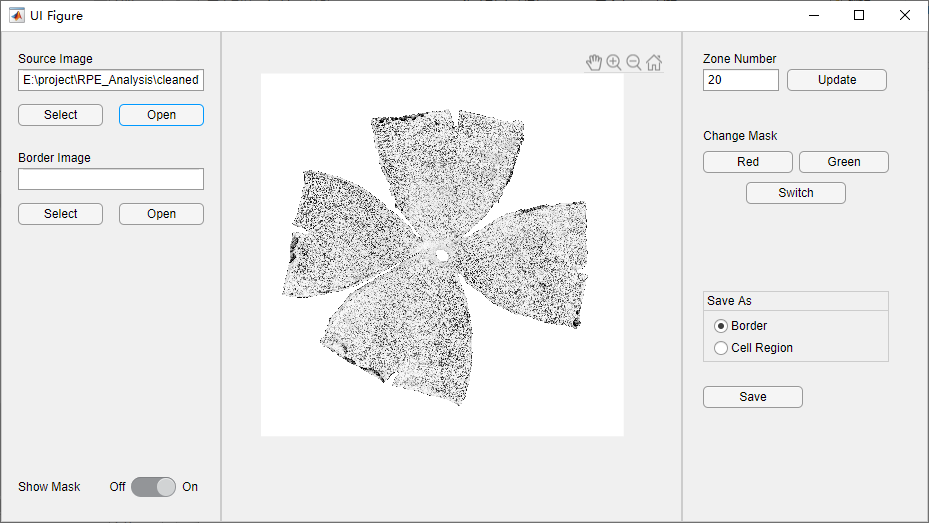 UI Figure
Source Image
E:\project\RPE_Analysis\cleaned
Select Open
Border Image
Select Open
Show Mask Off On
Zone Number
20 Update
Change Mask
Red Green
Switch
Save As
Border
Cell Region
Save